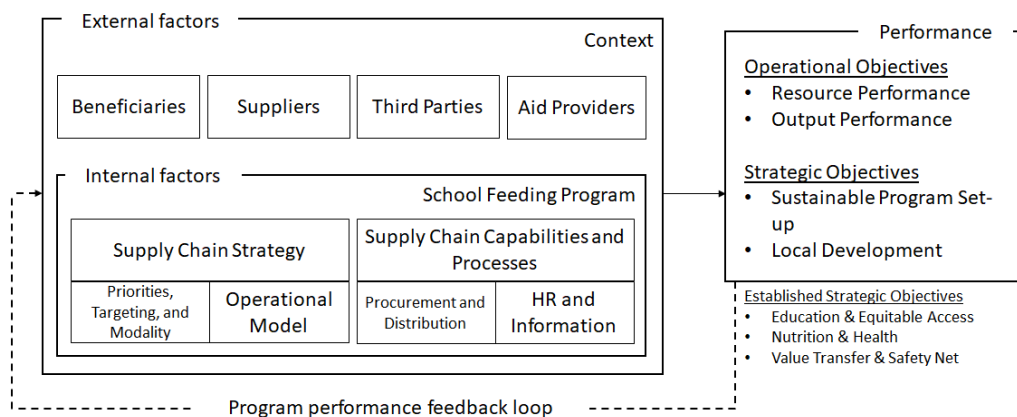 External factors
Context
Beneficiaries
Suppliers
Third Parties
Aid Providers
Internal factors
School Feeding Program
Supply Chain Strategy
Priorities,
Targeting, and
Modality
Operational
Model
Supply Chain Capabilities and
Processes
Procurement and
Distribution
HR and
Information
Performance
Operational Objectives
• Resource Performance
• Output Performance
Strategic Objectives
• Sustainable Program Set-
up
• Local Development
Established Strategic Objectives
• Education & Equitable Access
• Nutrition & Health
• Value Transfer & Safety Net
Program performance feedback loop